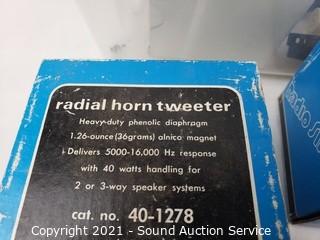 radial horn tweeter
Heavy-duty phenolic diaphragm
1.26-ounce (36grams) alnico magnet
Delivers 5000-16,000 Hz response
with 40 watts handling for
2 or 3-way speaker systems
cat. no. 40-1278
Copyright 2021 - Sound Auction Service